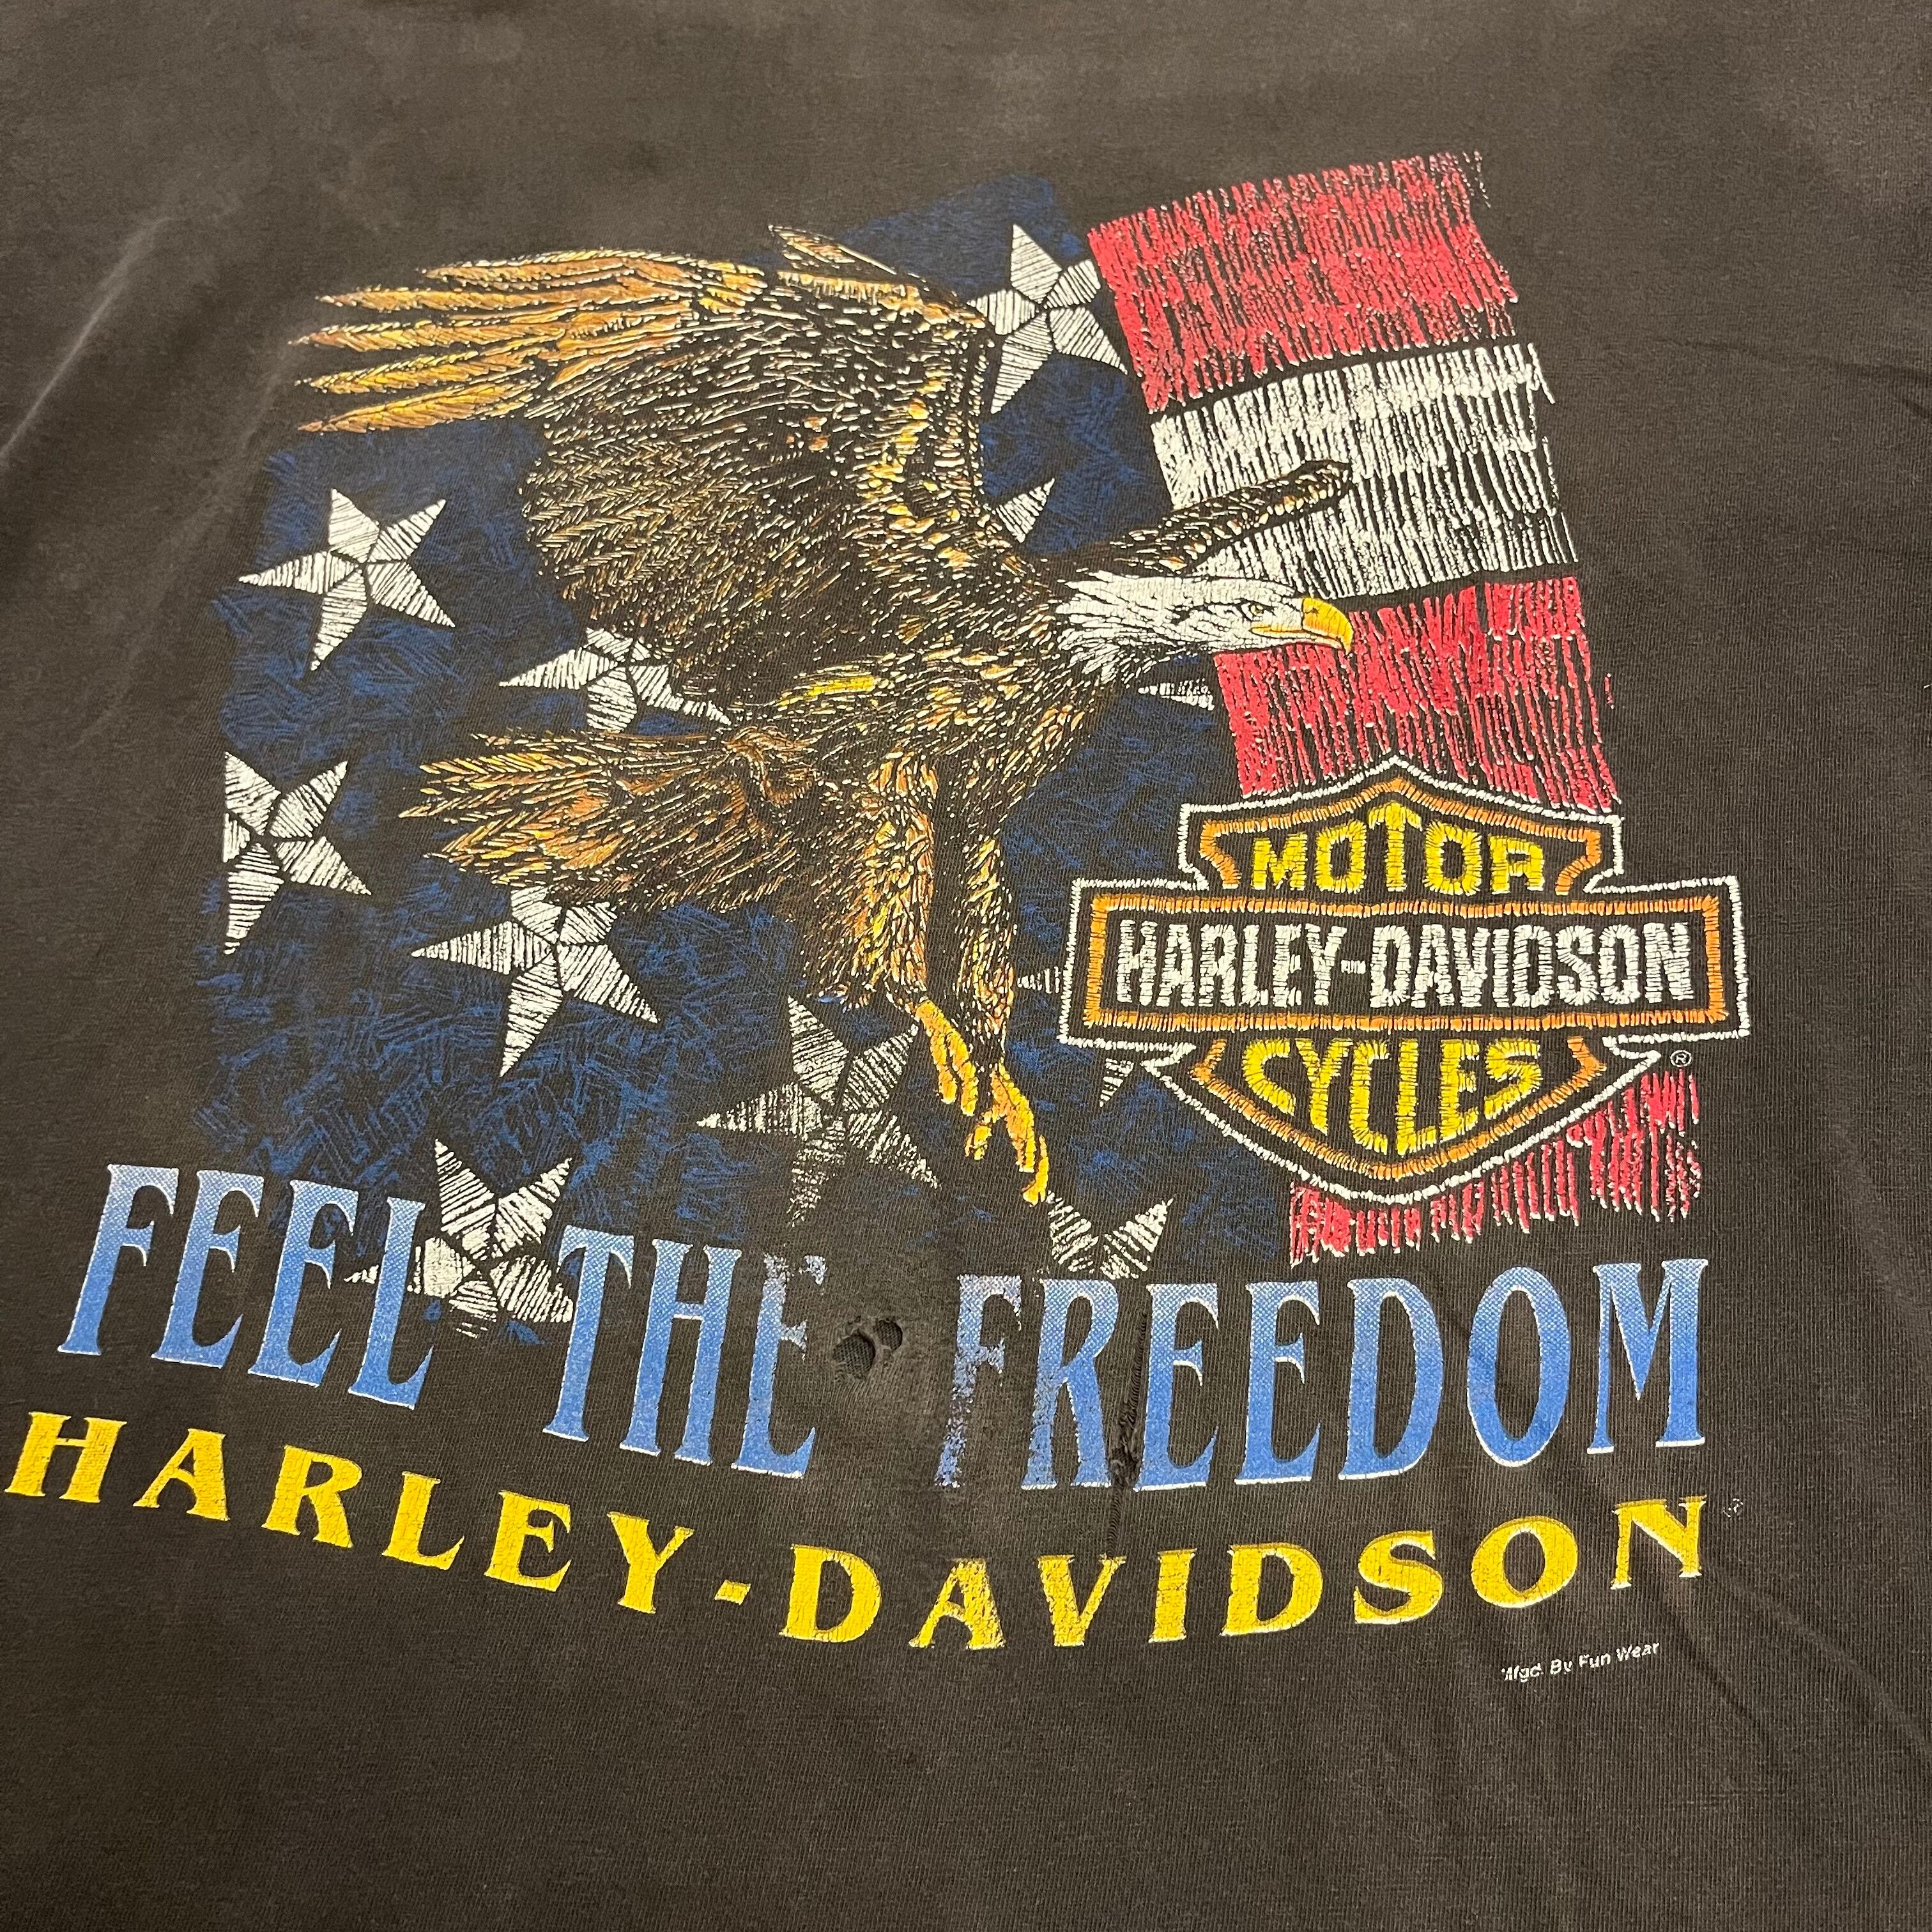 MOTOR
HARLEY-DAVIDSON
CYCLES
®
FEEL THE FREEDOM
HARLEY-DAVIDSON
Mfgd. By Fun Wear